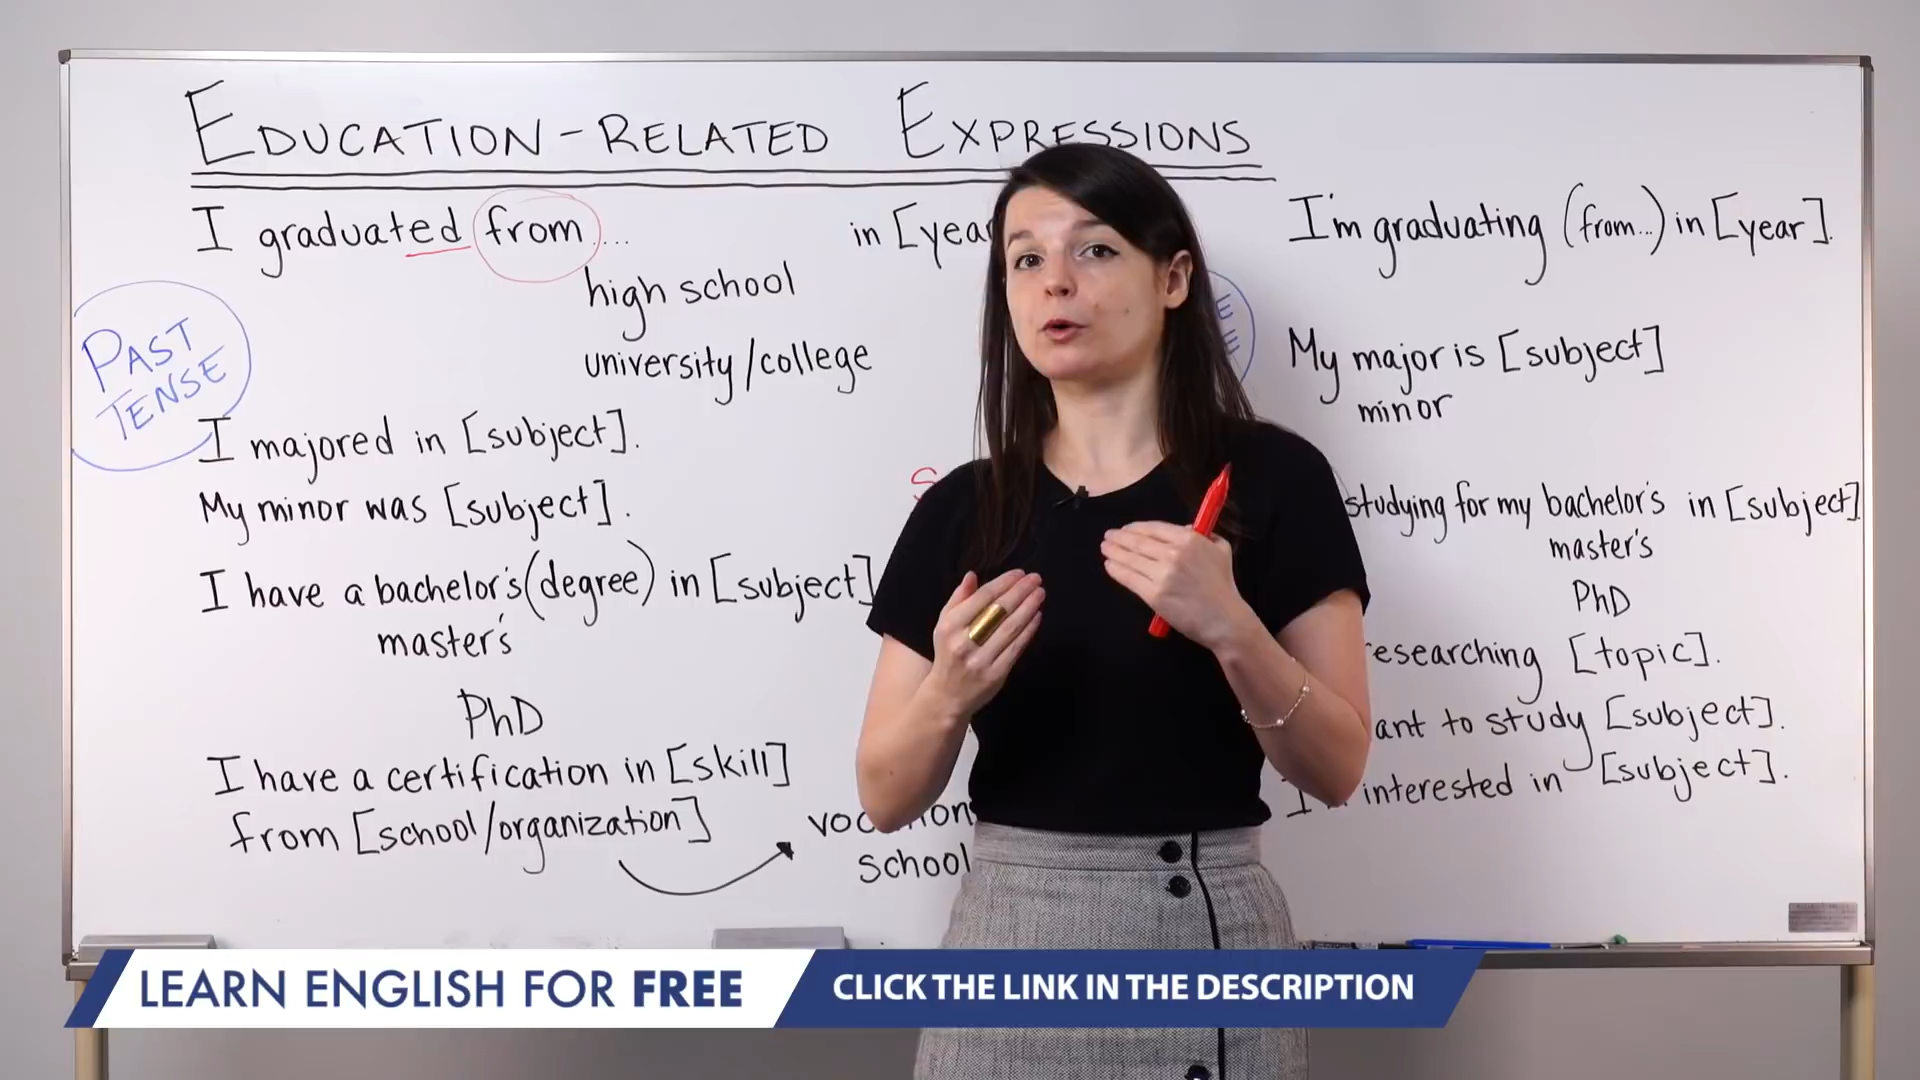 EDUCATION-RELATED EXPRESSIONS
I graduated from ... in [year
high school
university/college
PAST
TENSE
I majored in [subject].
My minor was [subject].
I have a bachelor's (degree) in [subject]
master's
PhD
I have a certification in [skill]
from [school/organization]
school
I'm graduating (from...) in [year].
My major is [subject]
minor
studying for my bachelor's in [subject]
master's
PhD
researching [topic].
to study [subject].
interested in [subject].
LEARN ENGLISH FOR FREE
CLICK THE LINK IN THE DESCRIPTION